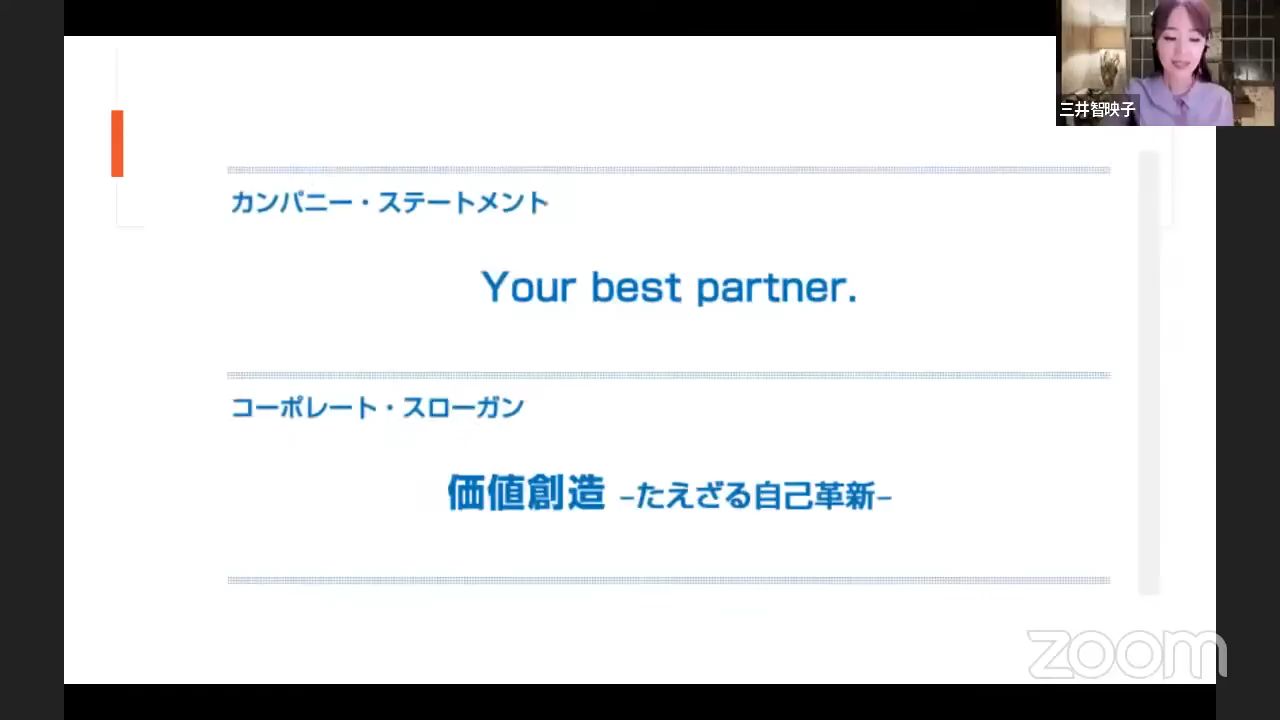 三井智映子
カンパニー・ステートメント
Your best partner.
コーポレート・スローガン
価値創造 –たえざる自己革新–
zoom